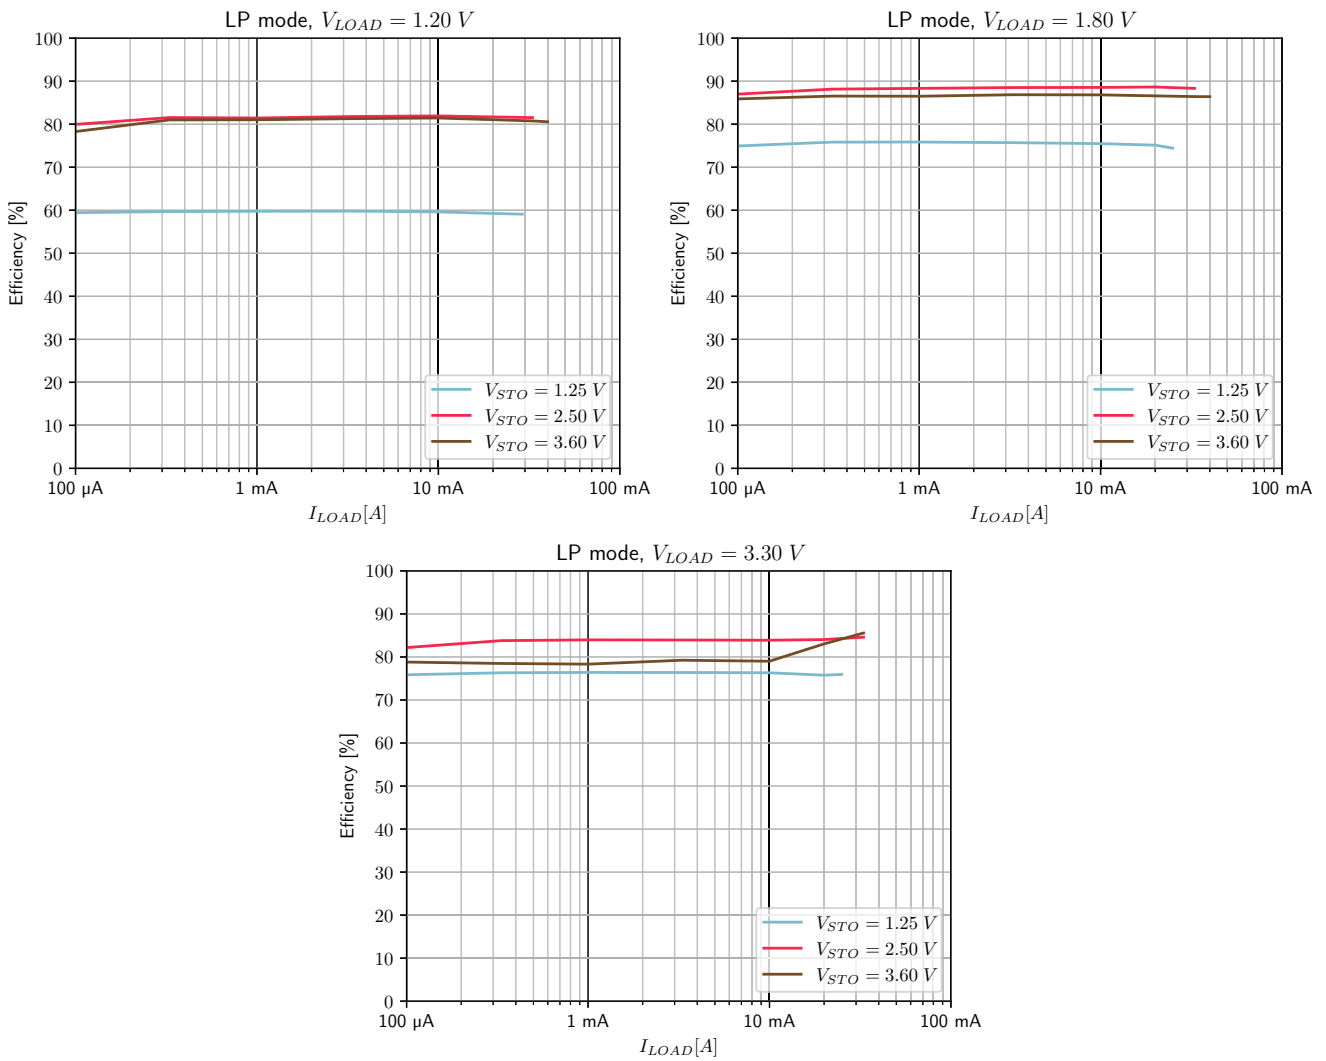 LP mode, V_LOAD = 1.20 V
100
90
80
70
60
50
40
30
20
10
0
Efficiency [%]
V_STO = 1.25 V
V_STO = 2.50 V
V_STO = 3.60 V
100 µA 1 mA 10 mA 100 mA
I_LOAD[A]
LP mode, V_LOAD = 1.80 V
100
90
80
70
60
50
40
30
20
10
0
Efficiency [%]
V_STO = 1.25 V
V_STO = 2.50 V
V_STO = 3.60 V
100 µA 1 mA 10 mA 100 mA
I_LOAD[A]
LP mode, V_LOAD = 3.30 V
100
90
80
70
60
50
40
30
20
10
0
Efficiency [%]
V_STO = 1.25 V
V_STO = 2.50 V
V_STO = 3.60 V
100 µA 1 mA 10 mA 100 mA
I_LOAD[A]